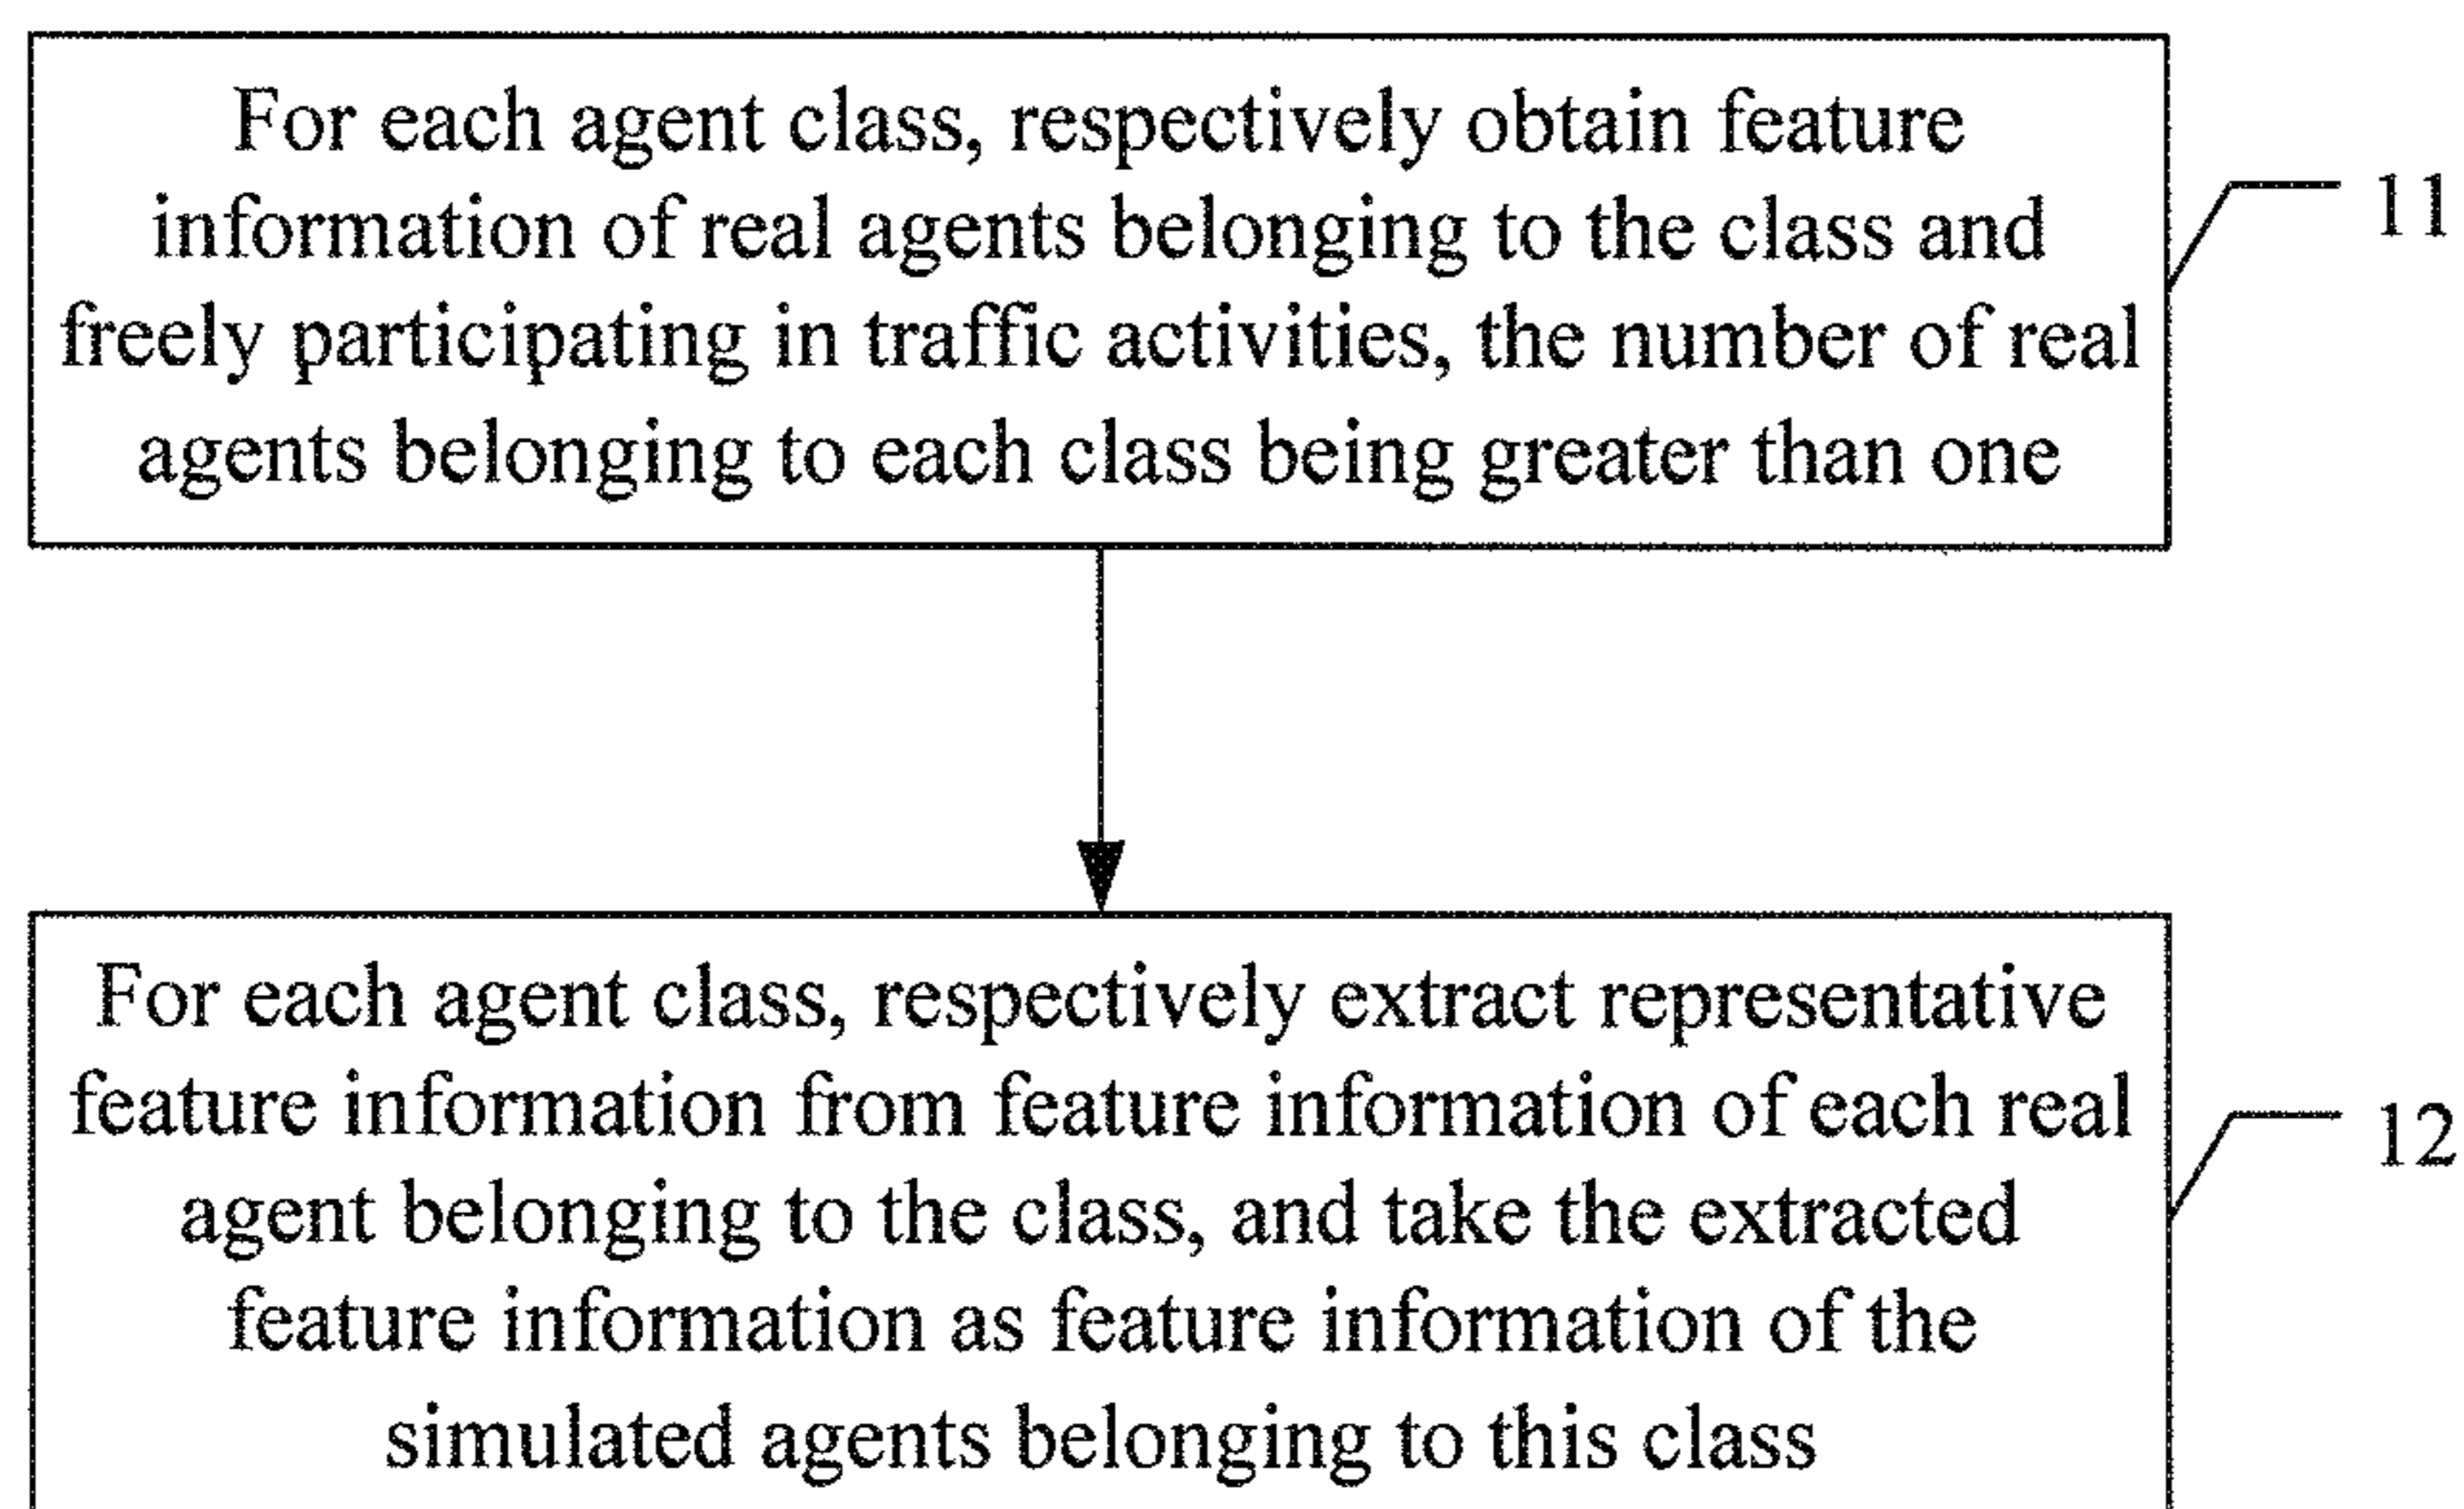 For each agent class, respectively obtain feature
information of real agents belonging to the class and
freely participating in traffic activities, the number of real
agents belonging to each class being greater than one
11
For each agent class, respectively extract representative
feature information from feature information of each real
agent belonging to the class, and take the extracted
feature information as feature information of the
simulated agents belonging to this class
12